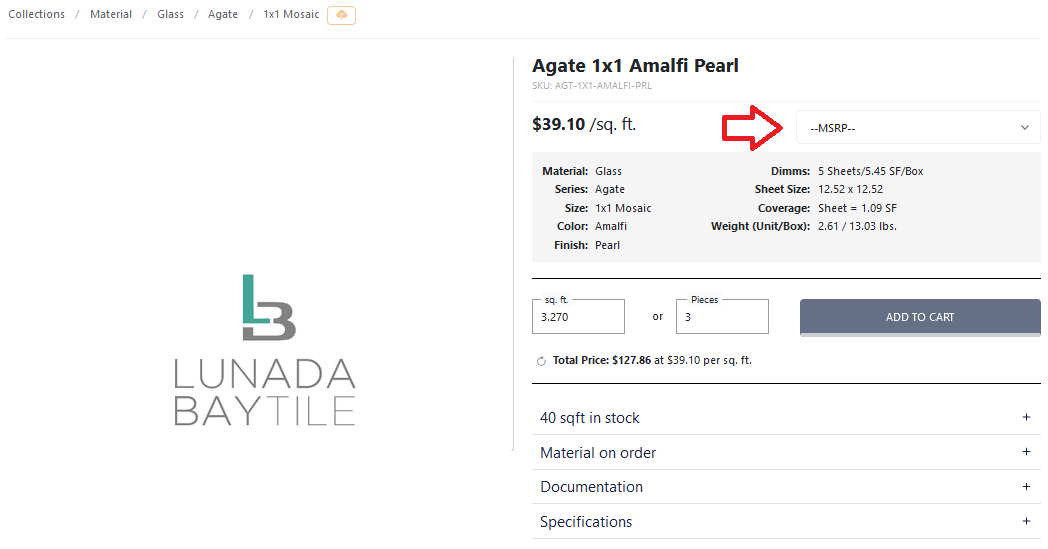 Collections / Material / Glass / Agate / 1x1 Mosaic
Agate 1x1 Amalfi Pearl
SKU: AGT-1X1-AMALFI-PRL
$39.10 /sq. ft.
--MSRP--
Material: Glass
Series: Agate
Size: 1x1 Mosaic
Color: Amalfi
Finish: Pearl
Dimms: 5 Sheets/5.45 SF/Box
Sheet Size: 12.52 x 12.52
Coverage: Sheet = 1.09 SF
Weight (Unit/Box): 2.61 / 13.03 lbs.
sq. ft.
3.270
or
Pieces
3
ADD TO CART
Total Price: $127.86 at $39.10 per sq. ft.
40 sqft in stock +
Material on order +
Documentation +
Specifications +
LB
LUNADA
BAYTILE